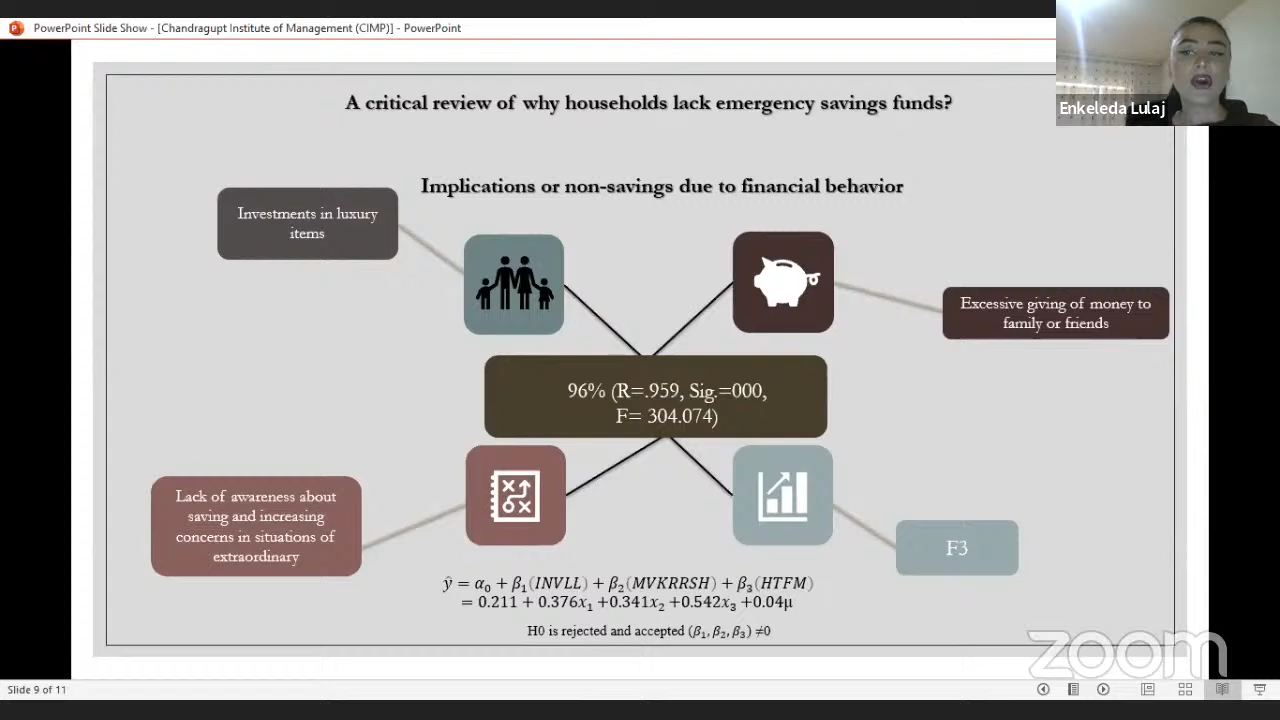 PowerPoint Slide Show - [Chandragupt Institute of Management (CIMP)] - PowerPoint
Enkeleda Lulaj
A critical review of why households lack emergency savings funds?
Implications or non-savings due to financial behavior
Investments in luxury
items
Excessive giving of money to
family or friends
96% (R=.959, Sig.=000,
F= 304.074)
Lack of awareness about
saving and increasing
concerns in situations of
extraordinary
F3
ŷ = α₀ + β₁(INVLL) + β₂(MVKRRSH) + β₃(HTFM)
= 0.211 + 0.376x₁ +0.341x₂ +0.542x₃ +0.04μ
H0 is rejected and accepted (β₁, β₂, β₃) ≠0
zoom
Slide 9 of 11